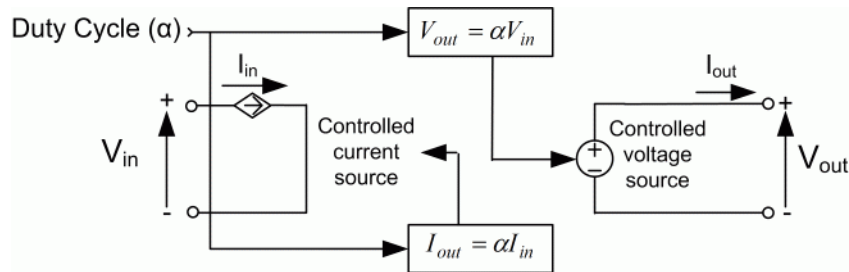 Duty Cycle (α)
V_out = αV_in
I_in
I_out
+
+
Controlled
current
source
+
−
Controlled
voltage
source
V_in
V_out
-
-
I_out = αI_in